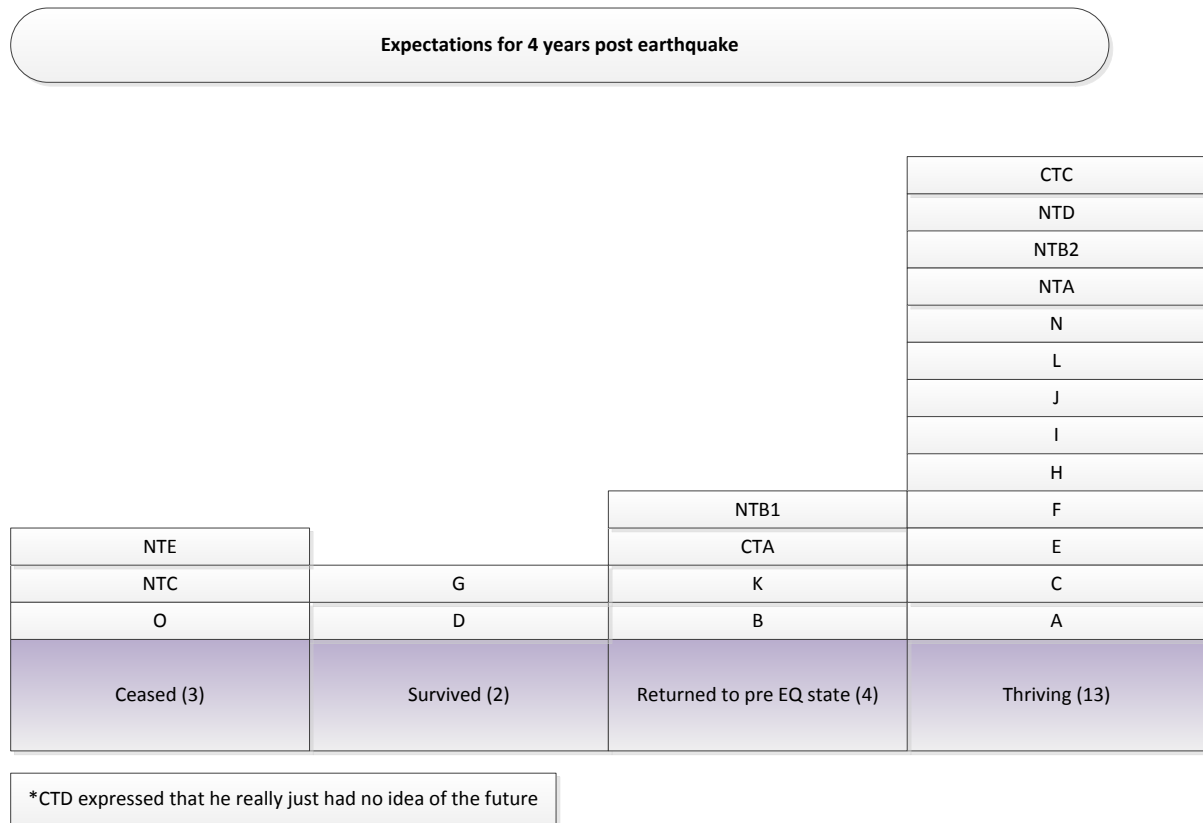 Expectations for 4 years post earthquake
CTC
NTD
NTB2
NTA
N
L
J
I
H
NTB1
F
NTE
CTA
E
NTC
G
K
C
O
D
B
A
Ceased (3)
Survived (2)
Returned to pre EQ state (4)
Thriving (13)
*CTD expressed that he really just had no idea of the future